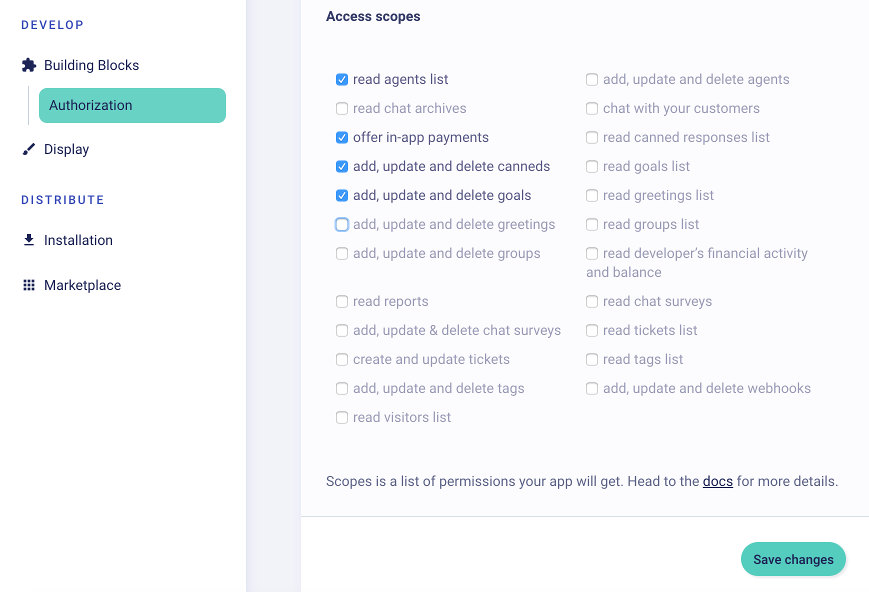 DEVELOP
Building Blocks
Authorization
Display
DISTRIBUTE
Installation
Marketplace
Access scopes
read agents list
add, update and delete agents
read chat archives
chat with your customers
offer in-app payments
read canned responses list
add, update and delete canneds
read goals list
add, update and delete goals
read greetings list
add, update and delete greetings
read groups list
add, update and delete groups
read developer’s financial activity
and balance
read reports
read chat surveys
add, update & delete chat surveys
read tickets list
create and update tickets
read tags list
add, update and delete tags
add, update and delete webhooks
read visitors list
Scopes is a list of permissions your app will get. Head to the docs for more details.
Save changes